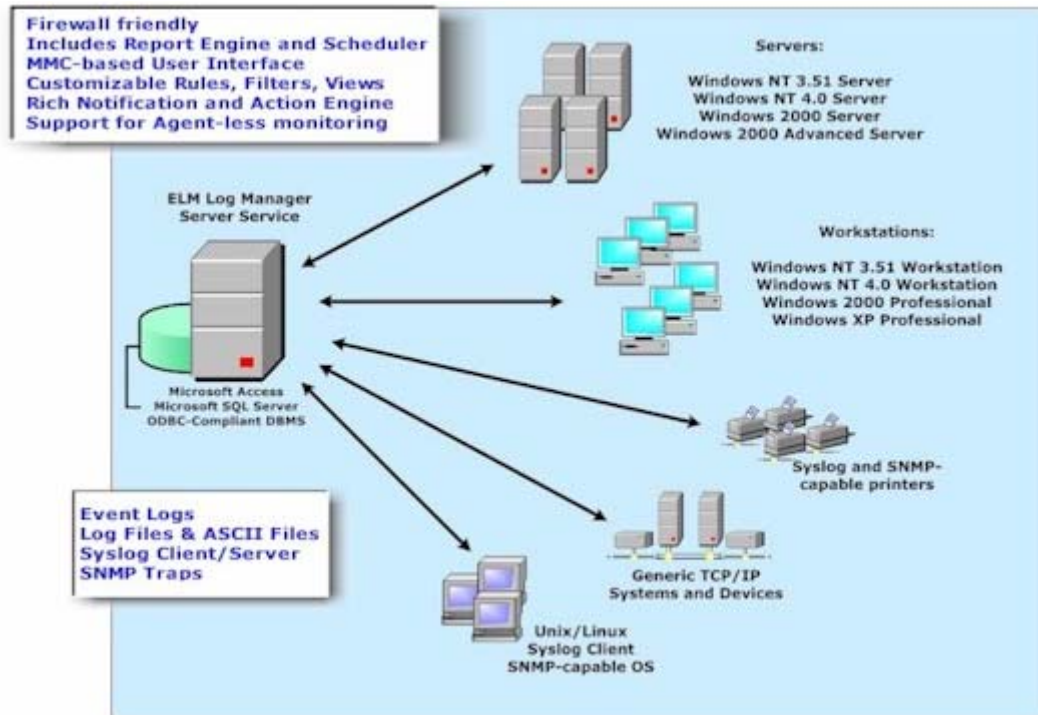 Firewall friendly
Includes Report Engine and Scheduler
MMC-based User Interface
Customizable Rules, Filters, Views
Rich Notification and Action Engine
Support for Agent-less monitoring
Servers:
Windows NT 3.51 Server
Windows NT 4.0 Server
Windows 2000 Server
Windows 2000 Advanced Server
ELM Log Manager
Server Service
Workstations:
Windows NT 3.51 Workstation
Windows NT 4.0 Workstation
Windows 2000 Professional
Windows XP Professional
Microsoft Access
Microsoft SQL Server
ODBC-Compliant DBMS
Syslog and SNMP-
capable printers
Event Logs
Log Files & ASCII Files
Syslog Client/Server
SNMP Traps
Generic TCP/IP
Systems and Devices
Unix/Linux
Syslog Client
SNMP-capable OS